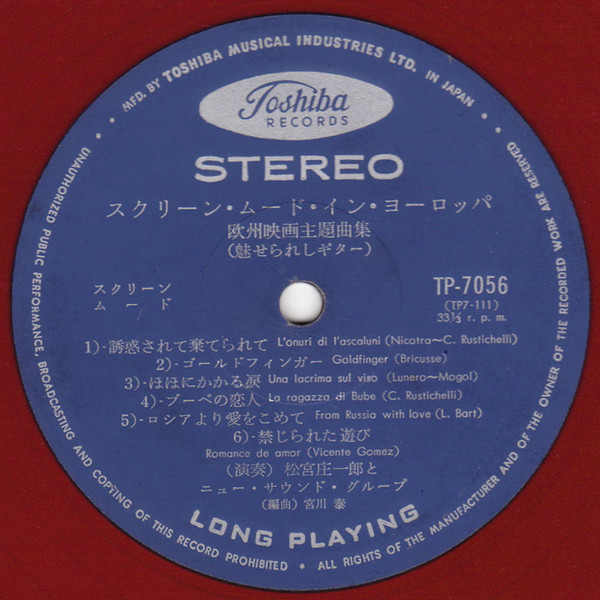 MFD. BY TOSHIBA MUSICAL INDUSTRIES LTD. IN JAPAN
Toshiba
RECORDS
STEREO
スクリーン・ムード・イン・ヨーロッパ
欧州映画主題曲集
(魅せられしギター)
スクリーン
ムード
TP-7056
(TP7-111)
33⅓ r. p. m.
1)・誘惑されて棄てられて L'onuri di l'ascaluni (Nicotra~C. Rustichelli)
2)・ゴールドフィンガー Goldfinger (Bricusse)
3)・ほほにかかる涙 Una lacrima sul viso (Lunero~Mogol)
4)・ブーベの恋人 La ragazza di Bube (C. Rustichelli)
5)・ロシアより愛をこめて From Russia with love (L. Bart)
6)・禁じられた遊び
Romance de amor (Vicente Gomez)
(演奏) 松宮庄一郎と
ニュー・サウンド・グループ
(編曲) 宮川 泰
LONG PLAYING
UNAUTHORIZED PUBLIC PERFORMANCE, BROADCASTING AND COPYING OF THIS RECORD PROHIBITED • ALL RIGHTS OF THE MANUFACTURER AND OF THE OWNER OF THE RECORDED WORK ARE RESERVED